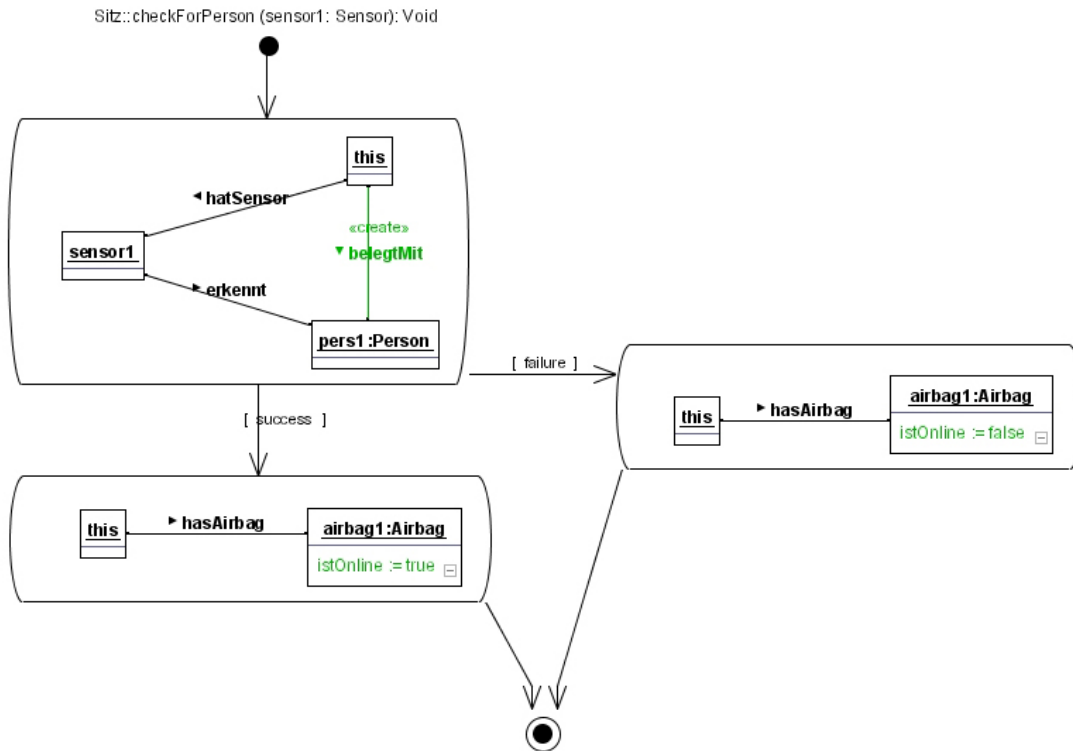 Sitz::checkForPerson (sensor1: Sensor): Void
this
◄ hatSensor
«create»
▼ belegtMit
sensor1
► erkennt
pers1:Person
[ failure ]
this
► hasAirbag
airbag1:Airbag
istOnline := false
[ success ]
this
► hasAirbag
airbag1:Airbag
istOnline := true